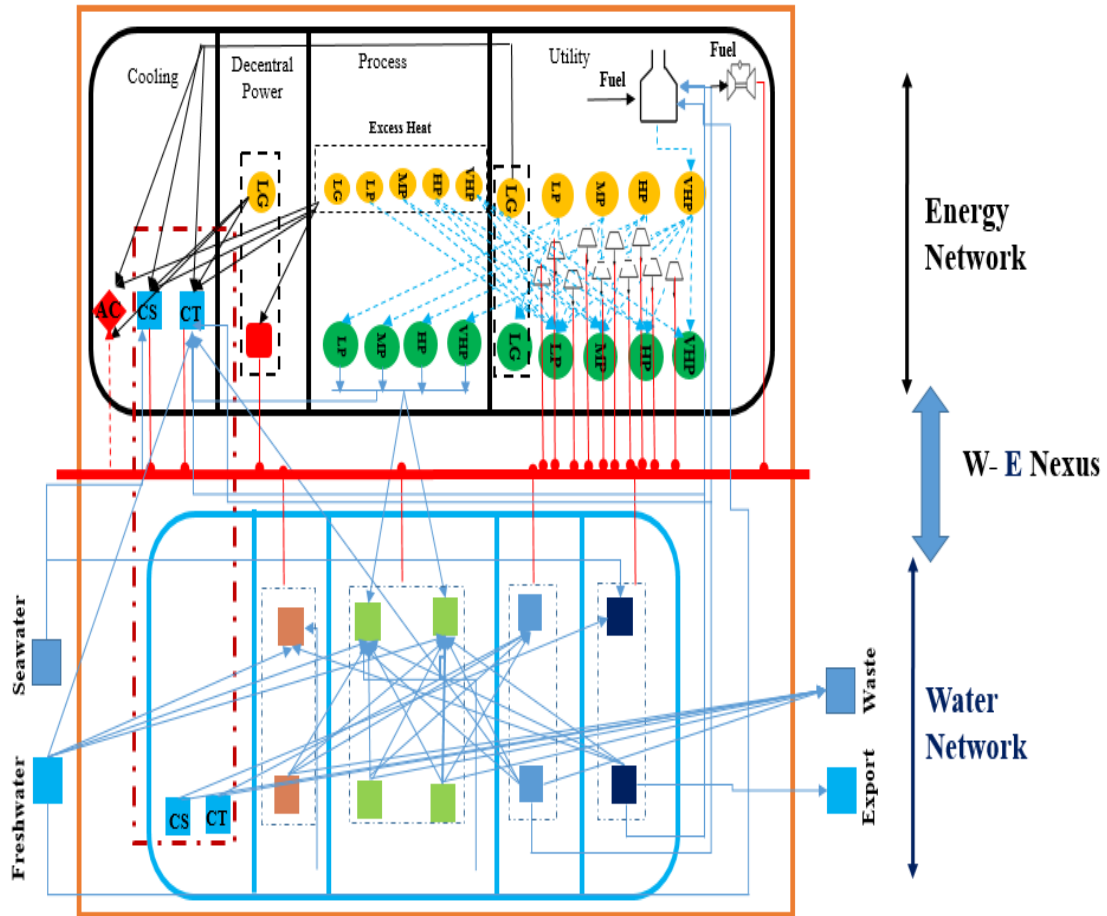 Fuel
Cooling
Decentral
Power
Process
Utility
Fuel
Excess Heat
LG
LG
LP
MP
HP
VHP
LG
LP
MP
HP
VHP
AC
CS
CT
LP
MP
HP
VHP
LG
LP
MP
HP
VHP
Energy
Network
W- E Nexus
Seawater
Freshwater
CS
CT
Waste
Export
Water
Network